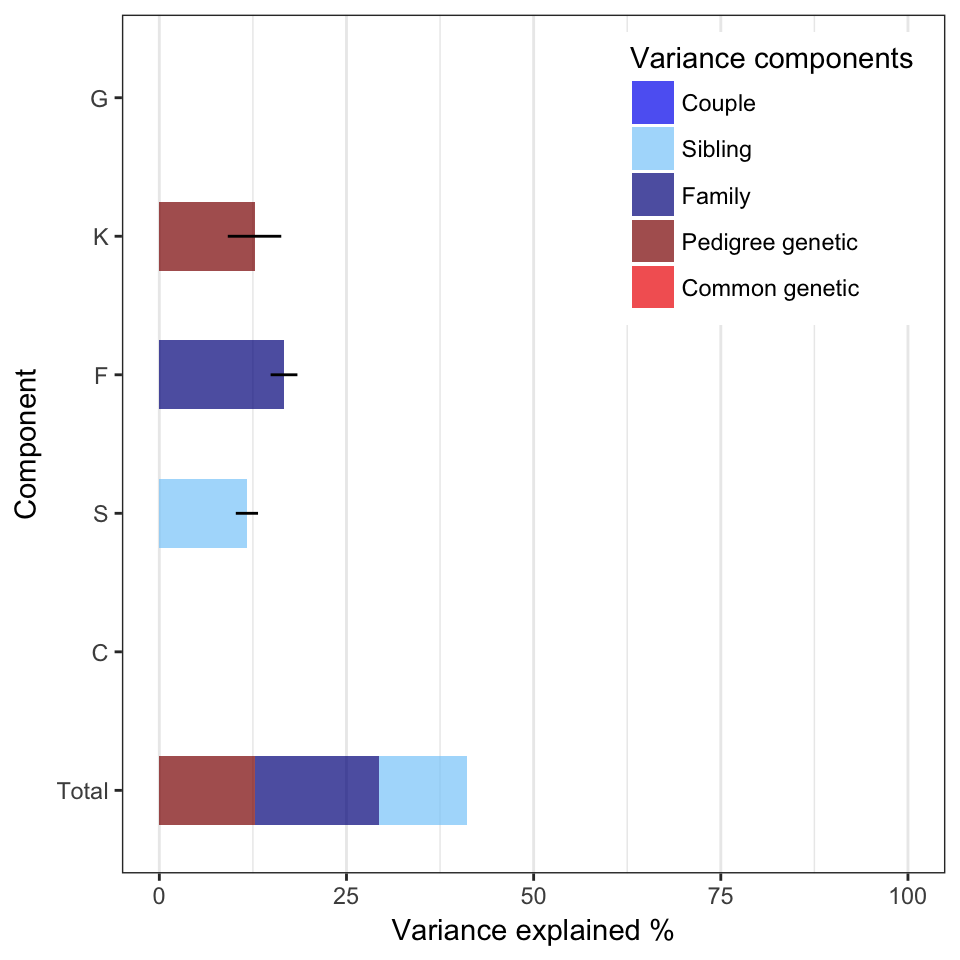 Variance components
Couple
Sibling
Family
Pedigree genetic
Common genetic
G
K
F
S
C
Total
Component
0 25 50 75 100
Variance explained %